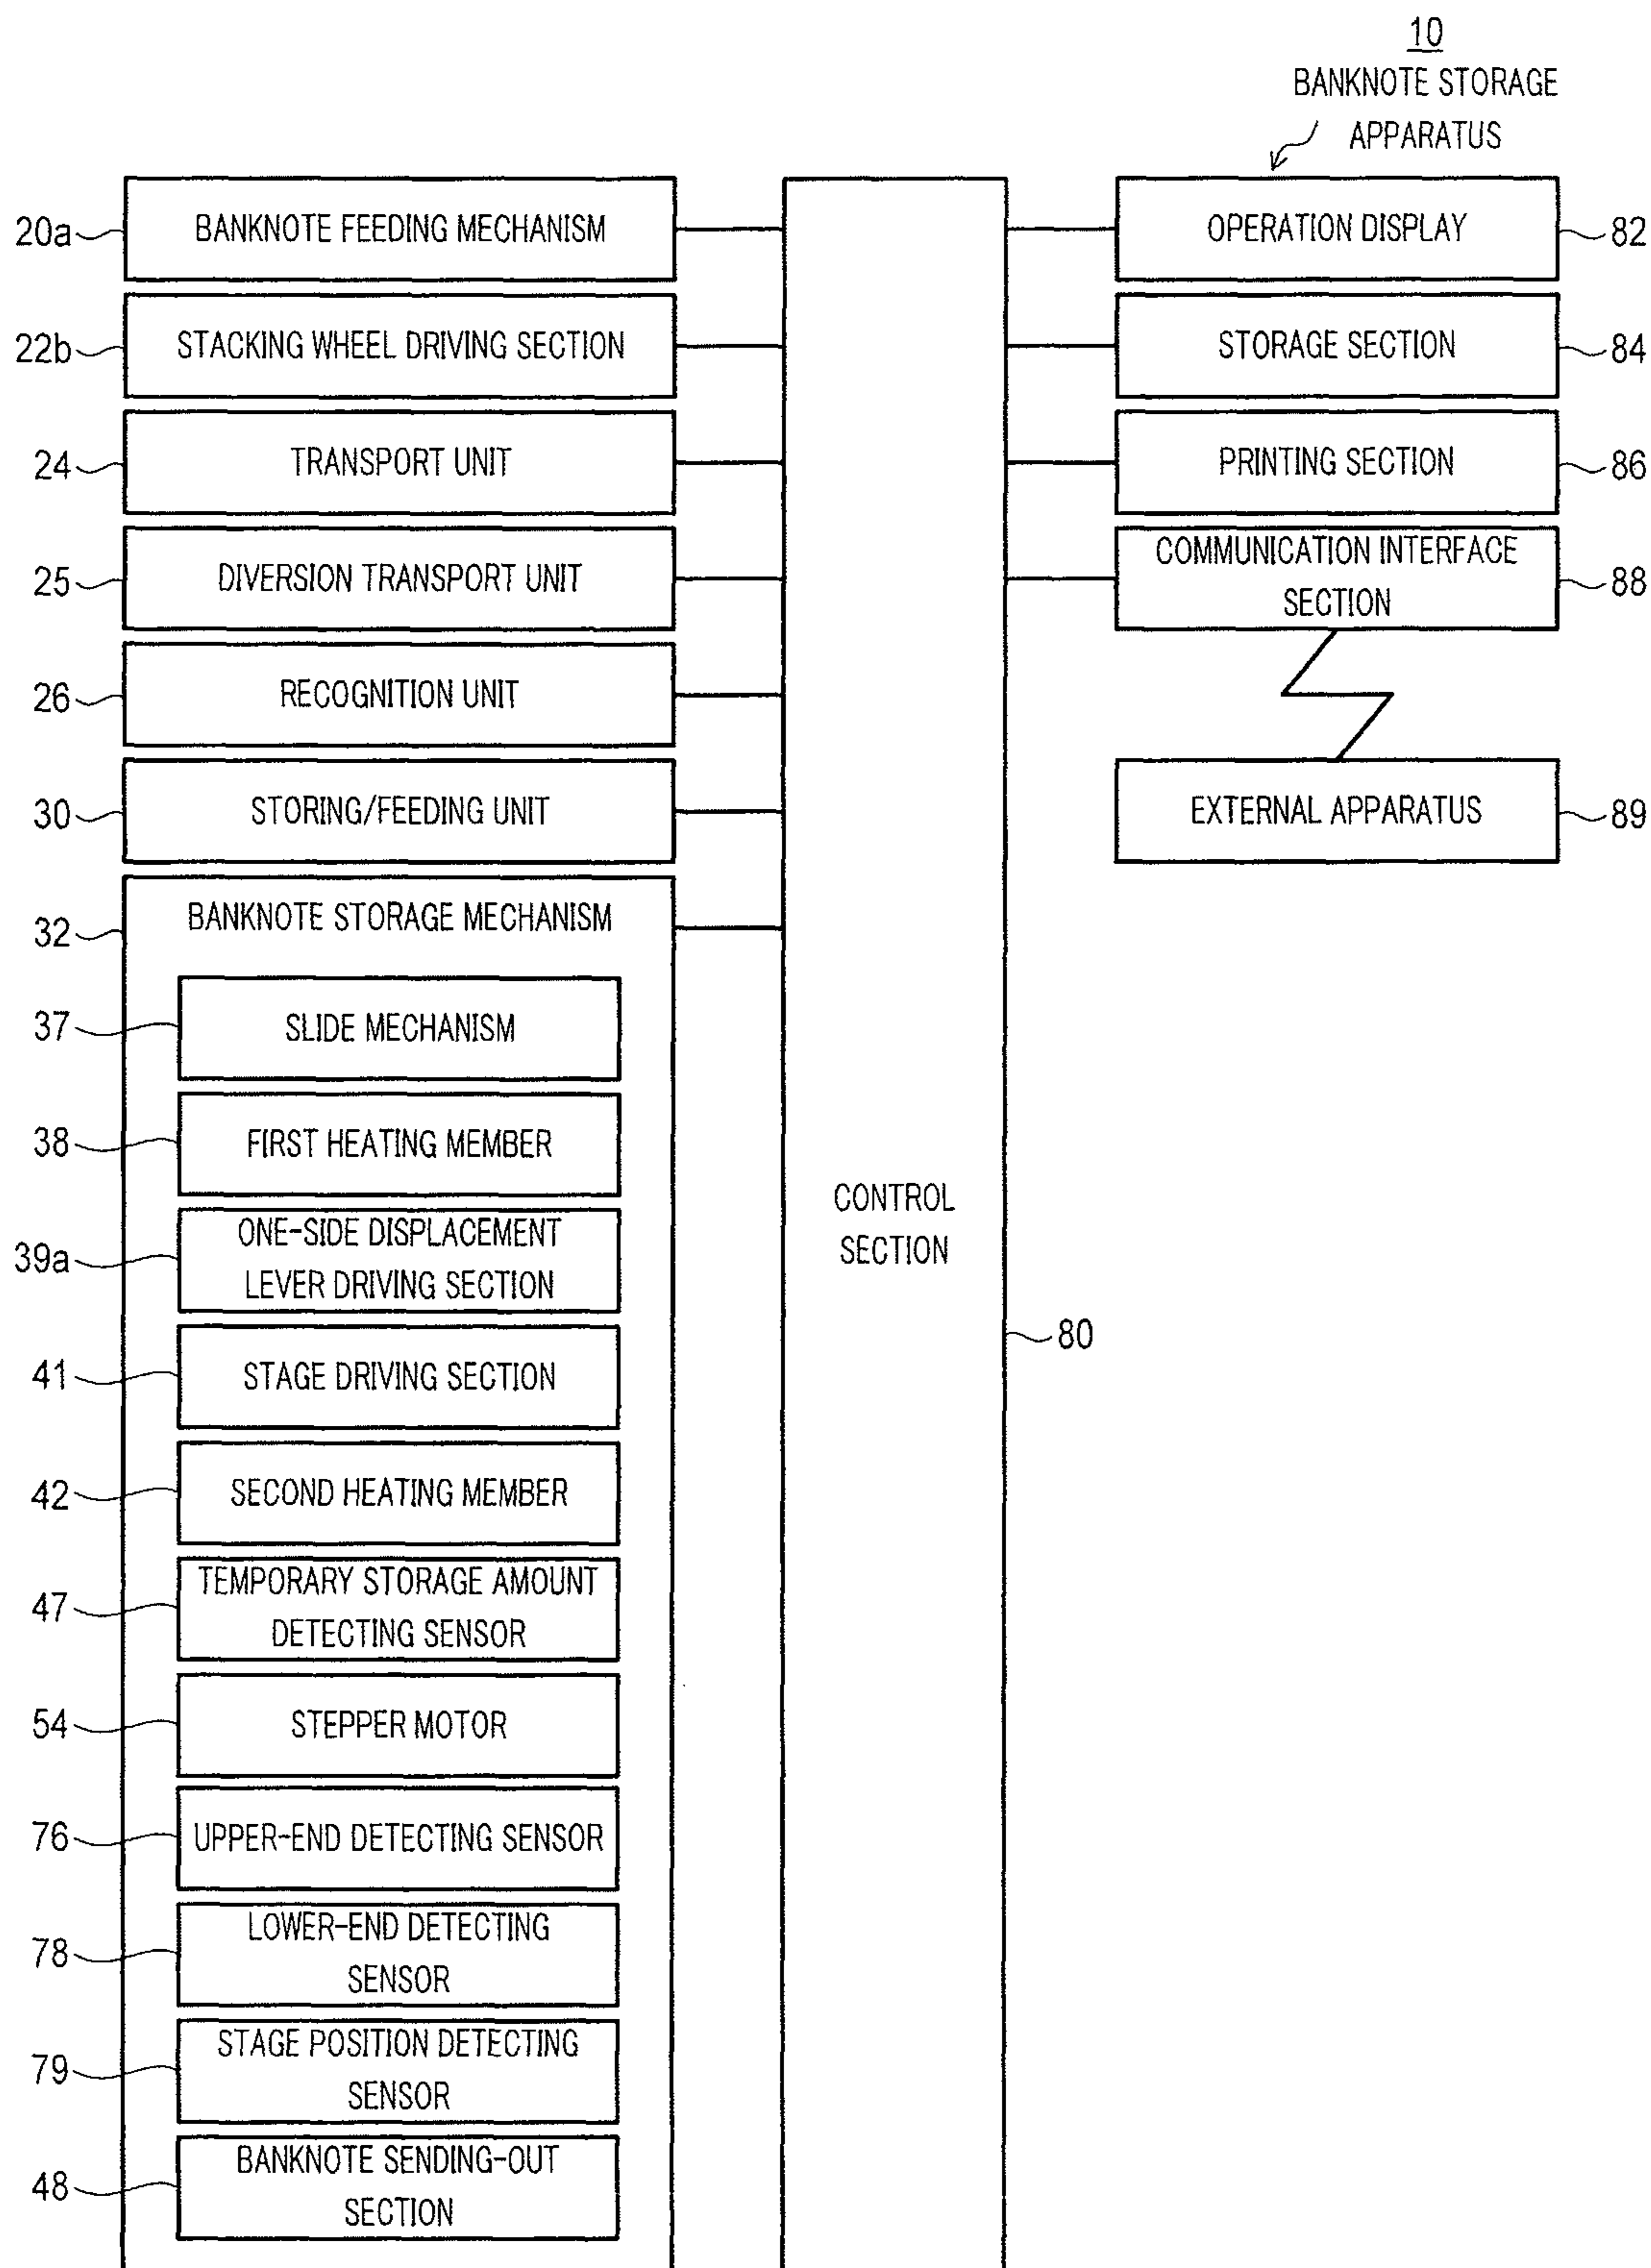 10
BANKNOTE STORAGE
APPARATUS
20a
BANKNOTE FEEDING MECHANISM
22b
STACKING WHEEL DRIVING SECTION
24
TRANSPORT UNIT
25
DIVERSION TRANSPORT UNIT
26
RECOGNITION UNIT
30
STORING/FEEDING UNIT
32
BANKNOTE STORAGE MECHANISM
37
SLIDE MECHANISM
38
FIRST HEATING MEMBER
39a
ONE-SIDE DISPLACEMENT
LEVER DRIVING SECTION
41
STAGE DRIVING SECTION
42
SECOND HEATING MEMBER
47
TEMPORARY STORAGE AMOUNT
DETECTING SENSOR
54
STEPPER MOTOR
76
UPPER-END DETECTING SENSOR
78
LOWER-END DETECTING
SENSOR
79
STAGE POSITION DETECTING
SENSOR
48
BANKNOTE SENDING-OUT
SECTION
CONTROL
SECTION
80
OPERATION DISPLAY
82
STORAGE SECTION
84
PRINTING SECTION
86
COMMUNICATION INTERFACE
SECTION
88
EXTERNAL APPARATUS
89